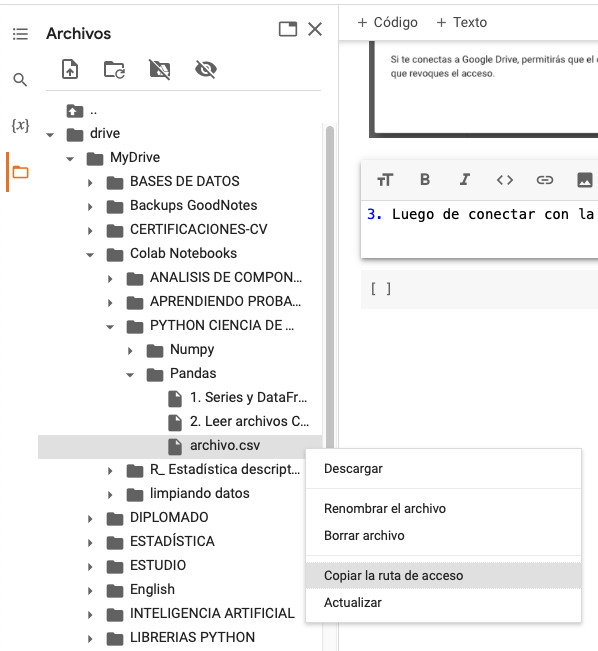 Archivos
..
drive
MyDrive
BASES DE DATOS
Backups GoodNotes
CERTIFICACIONES-CV
Colab Notebooks
ANALISIS DE COMPON...
APRENDIENDO PROBA...
PYTHON CIENCIA DE ...
Numpy
Pandas
1. Series y DataFr...
2. Leer archivos C...
archivo.csv
R_ Estadística descript...
limpiando datos
DIPLOMADO
ESTADÍSTICA
ESTUDIO
English
INTELIGENCIA ARTIFICIAL
LIBRERIAS PYTHON
{x}
+ Código + Texto
Si te conectas a Google Drive, permitirás que el
que revoques el acceso.
TT B I <>
3. Luego de conectar con la
[ ]
Descargar
Renombrar el archivo
Borrar archivo
Copiar la ruta de acceso
Actualizar